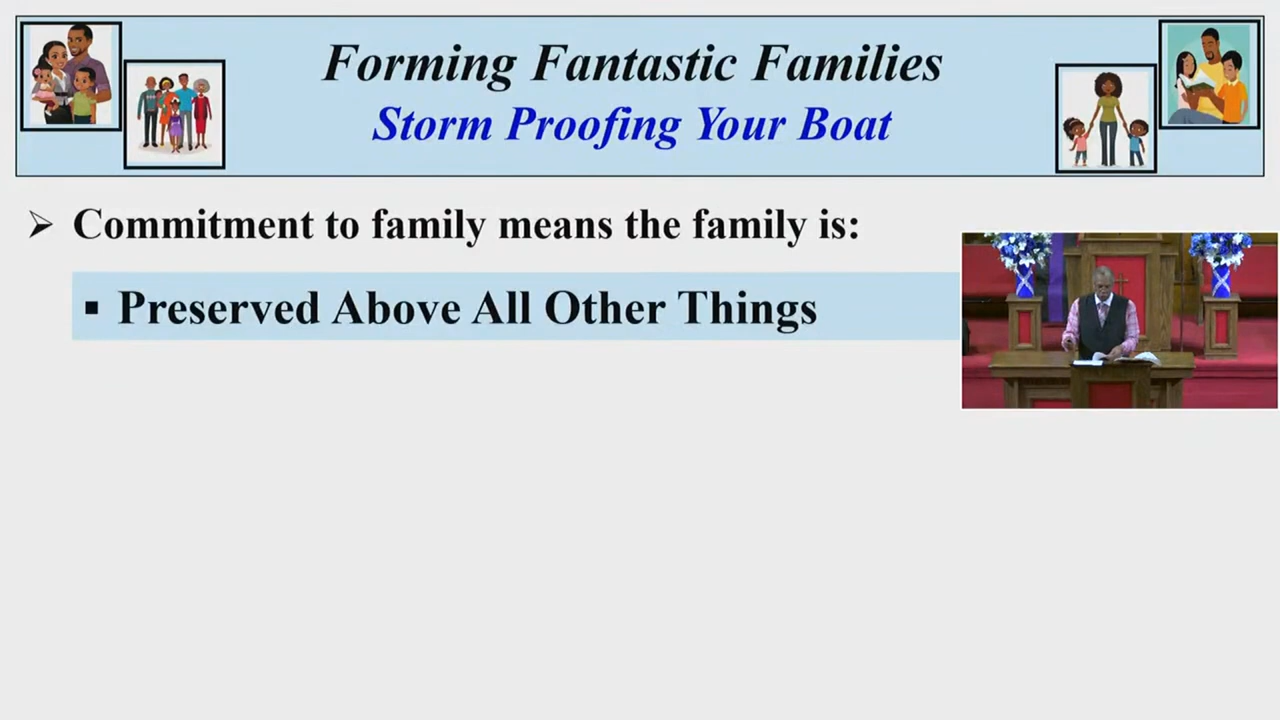 Forming Fantastic Families
Storm Proofing Your Boat
➢ Commitment to family means the family is:
▪ Preserved Above All Other Things